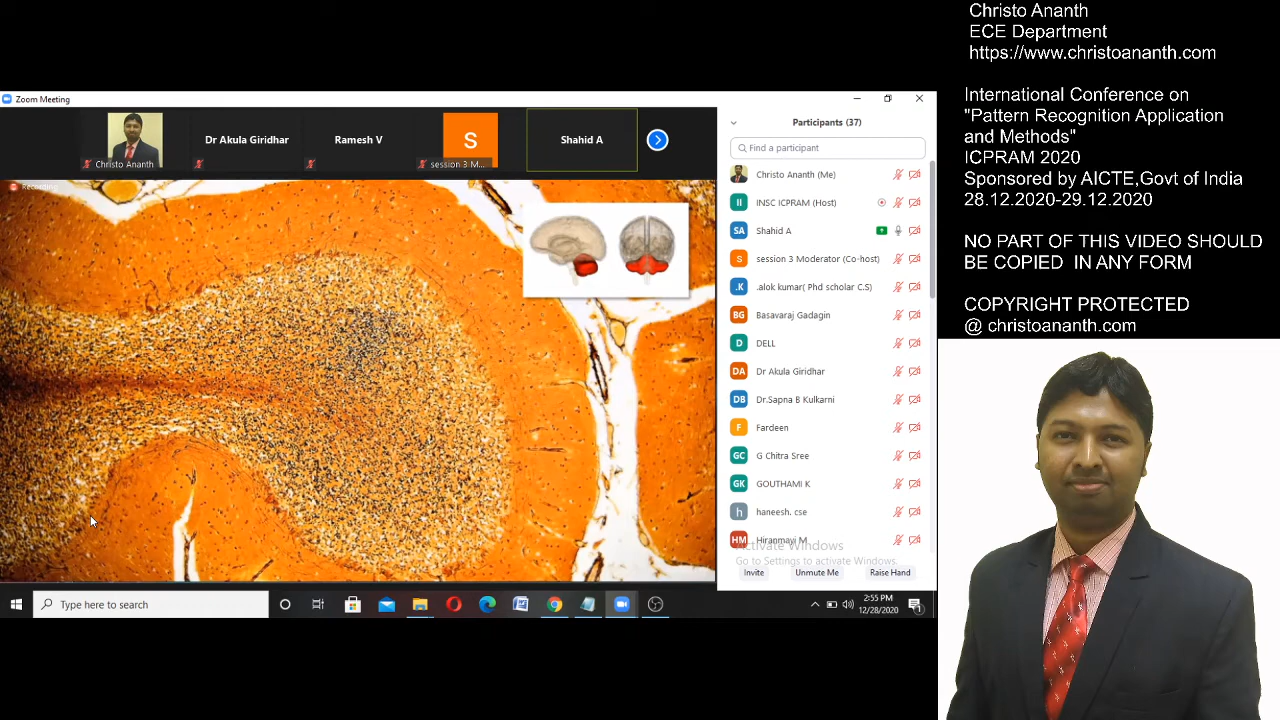 Christo Ananth
ECE Department
https://www.christoananth.com
International Conference on
"Pattern Recognition Application
and Methods"
ICPRAM 2020
Sponsored by AICTE,Govt of India
28.12.2020-29.12.2020
NO PART OF THIS VIDEO SHOULD
BE COPIED IN ANY FORM
COPYRIGHT PROTECTED
@ christoananth.com
Zoom Meeting
Christo Ananth
Dr Akula Giridhar
Ramesh V
S
session 3 M...
Shahid A
Recording
Participants (37)
Find a participant
Christo Ananth (Me)
II INSC ICPRAM (Host)
SA Shahid A
S session 3 Moderator (Co-host)
.K .alok kumar( Phd scholar C.S)
BG Basavaraj Gadagin
D DELL
DA Dr Akula Giridhar
DB Dr.Sapna B Kulkarni
F Fardeen
GC G Chitra Sree
GK GOUTHAMI K
h haneesh. cse
HM Hiranmayi M
Activate Windows
Go to Settings to activate Windows.
Invite Unmute Me Raise Hand
Type here to search
2:55 PM
12/28/2020
1